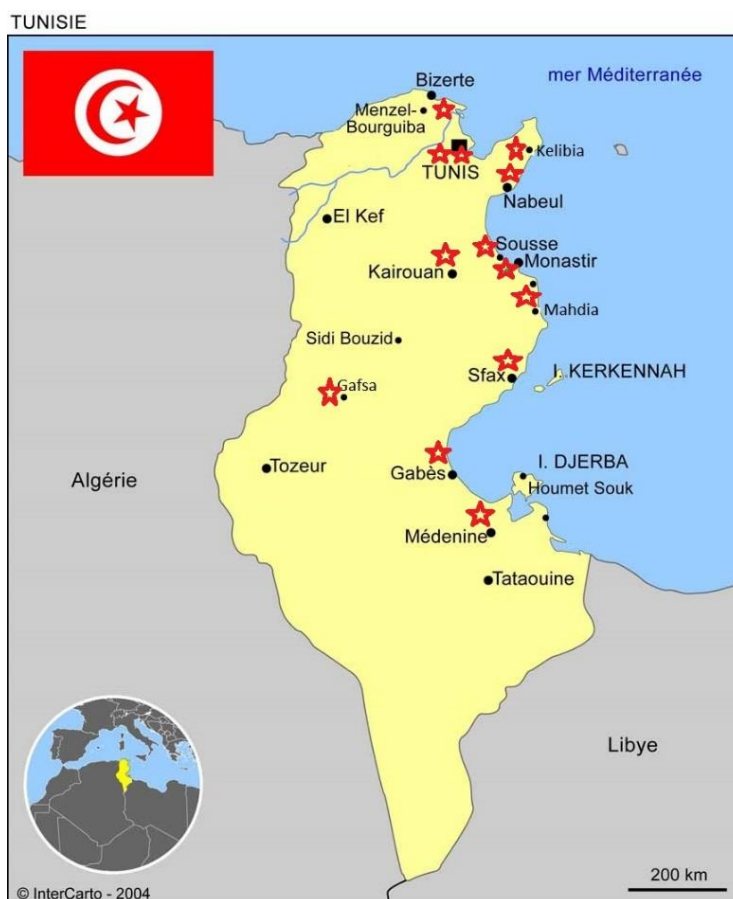 TUNISIE
mer Méditerranée
Bizerte
Menzel-
Bourguiba
Kelibia
TUNIS
Nabeul
El Kef
Sousse
Monastir
Kairouan
Mahdia
Sidi Bouzid
I. KERKENNAH
Sfax
Gafsa
I. DJERBA
Tozeur
Algérie
Gabès
Houmet Souk
Médenine
Tataouine
Libye
200 km
© InterCarto - 2004